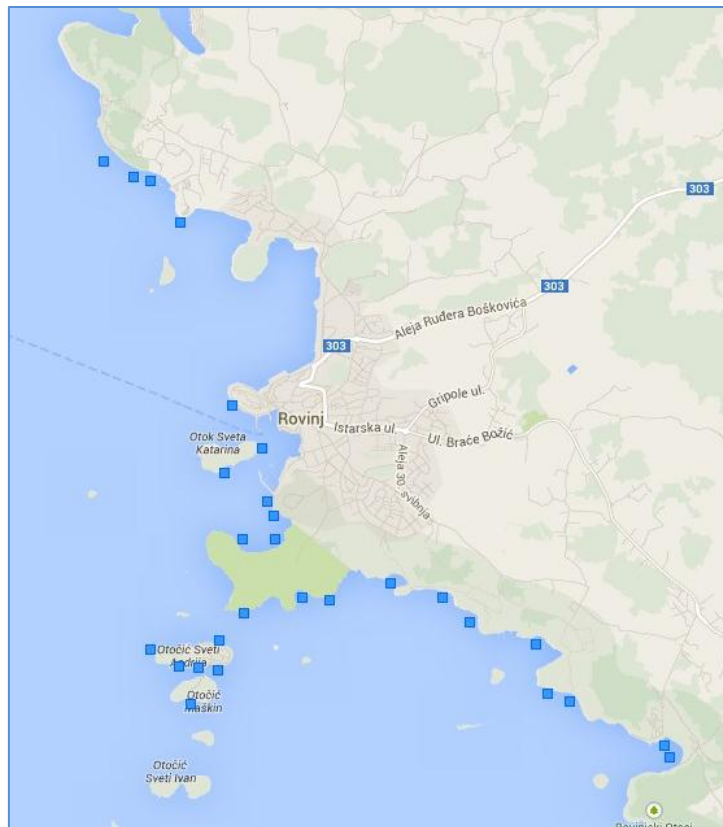 303
303
Aleja Ruđera Boškovića
303
Gripole ul.
Rovinj
Istarska ul.
Ul. Braće Božić
Otok Sveta
Katarina
Aleja 30. svibnja
Otočić Sveti
Andrija
Otočić
Maškin
Otočić
Sveti Ivan